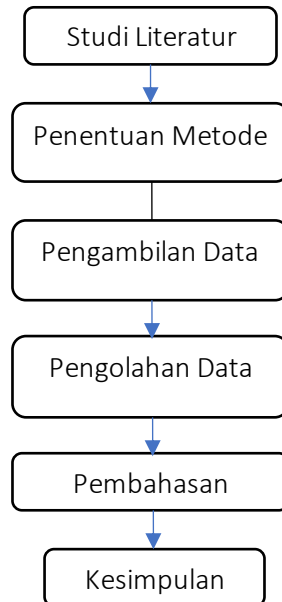 Studi Literatur
Penentuan Metode
Pengambilan Data
Pengolahan Data
Pembahasan
Kesimpulan